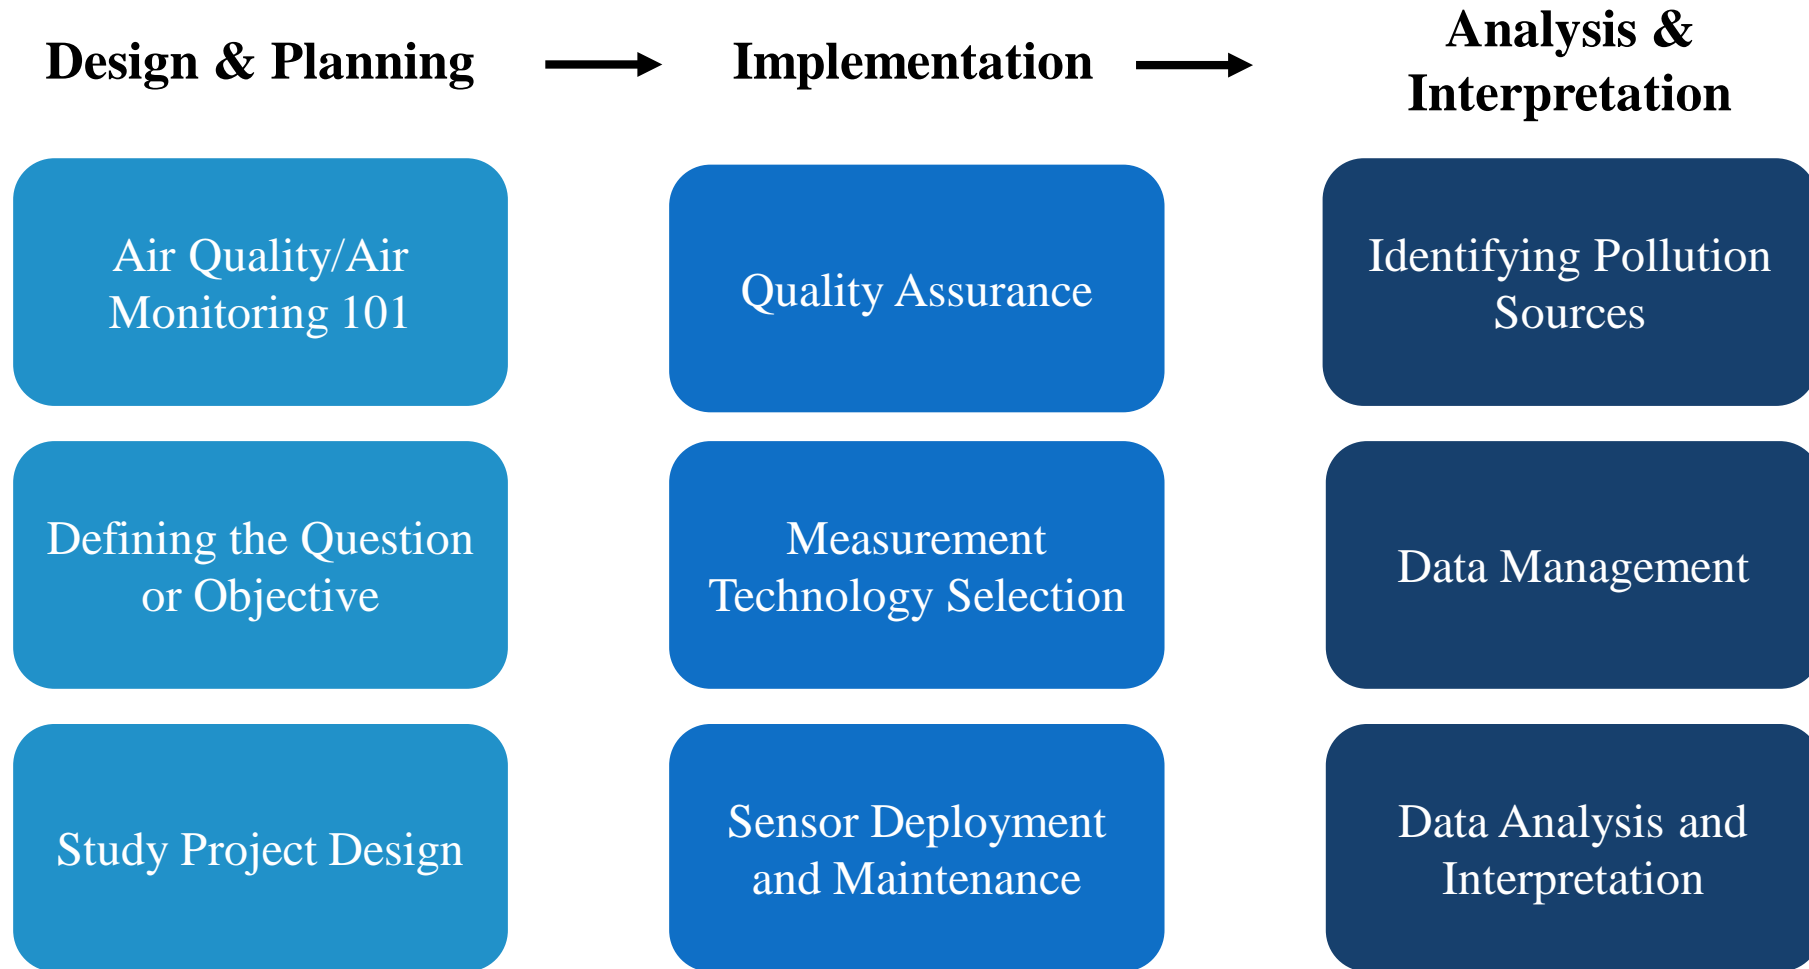 Design & Planning
Implementation
Analysis &
Interpretation
Air Quality/Air
Monitoring 101
Quality Assurance
Identifying Pollution
Sources
Defining the Question
or Objective
Measurement
Technology Selection
Data Management
Study Project Design
Sensor Deployment
and Maintenance
Data Analysis and
Interpretation